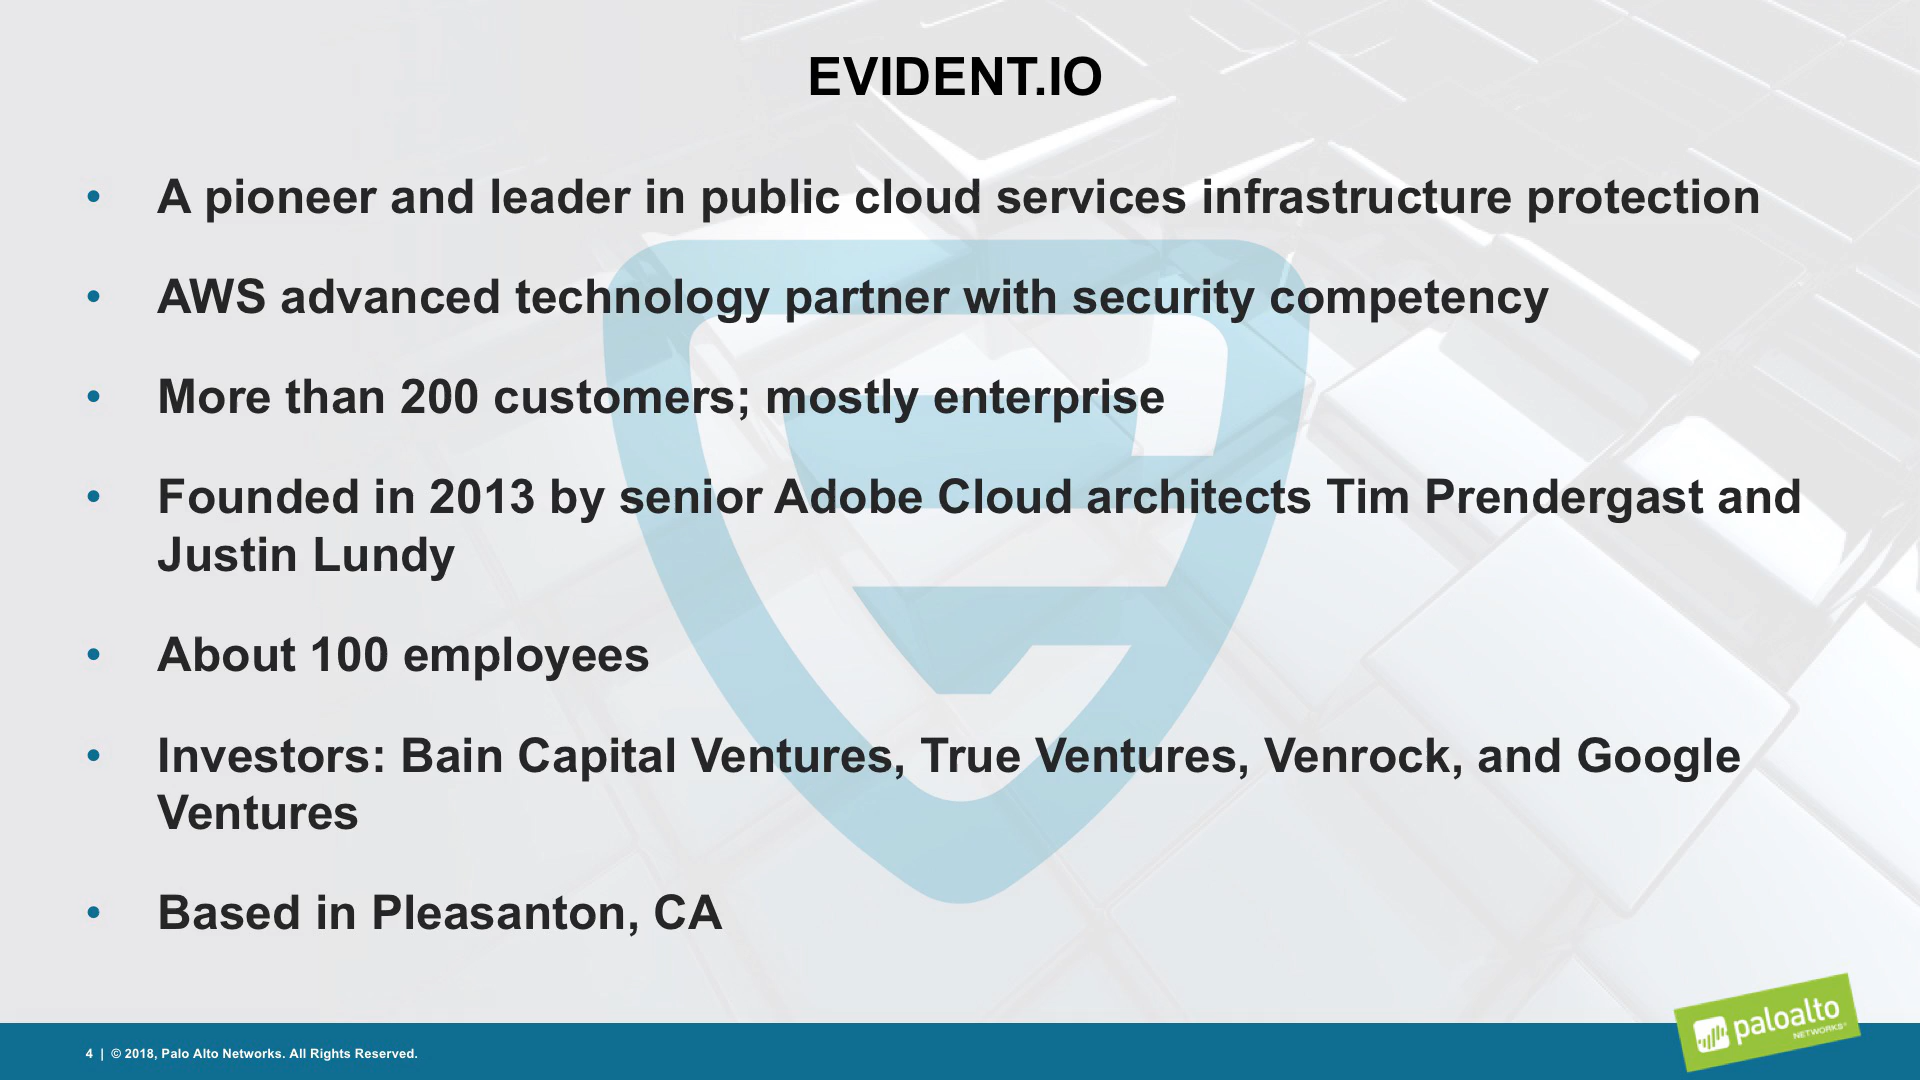 EVIDENT.IO
• A pioneer and leader in public cloud services infrastructure protection
• AWS advanced technology partner with security competency
• More than 200 customers; mostly enterprise
• Founded in 2013 by senior Adobe Cloud architects Tim Prendergast and
Justin Lundy
• About 100 employees
• Investors: Bain Capital Ventures, True Ventures, Venrock, and Google
Ventures
• Based in Pleasanton, CA
4 | © 2018, Palo Alto Networks. All Rights Reserved.
paloalto
NETWORKS®